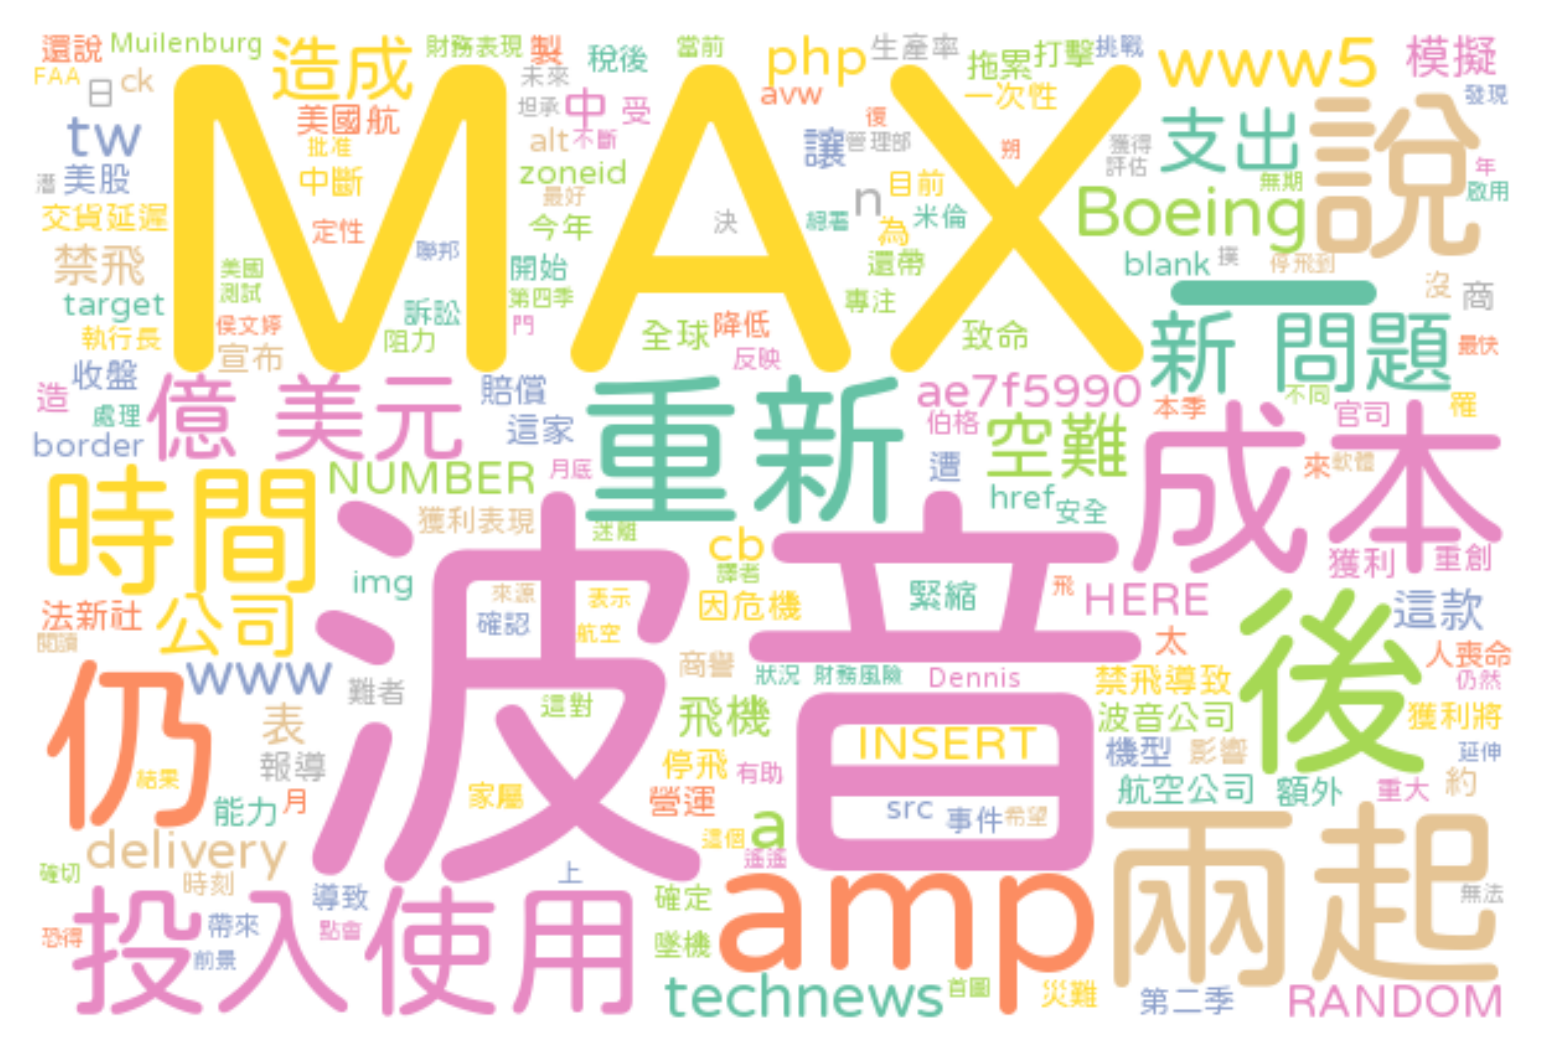 還說 Muilenburg 造成 財務表現 製 稅後 當前 php 生產率 拖累 打擊 挑戰 www5 模擬
FAA 日 ck 未來 avw 一次性 發現
tw 美國航 擔承 中 受 復 支出 說
批准 alt 不斷 讓 管理部 朔 獲得
潛 美股 中斷 zoneid 目前 評估 無期 年
MAX 最好 n Boeing 啟用
交貨延遲 定性 今年 決 總署 為 米倫
禁飛 美國 聯邦 開始 還帶 blank 撲 停飛到
target 測試 訴訟 第四季 專注 沒 商
執行長 侯文婷 阻力 門 全球 降低 致命 新 問題 一 最快
宣布 反映
收盤 億 美元 賠償 重新 ae7f5990 不同 罹
造 處理 這家 伯格 本季 官司
border NUMBER 月底 遭 空難 成本 來 軟體
時間 獲利表現 迷離 href 安全
img cb 獲利 重創
譯者 緊縮 飛
法新社 公司 來源 表示 因危機 HERE 這款
閱讀 確認 航空 波音 太 後 人喪命
仍 www 難者 商譽 狀況 財務風險 Dennis 禁飛導致 仍然
表 這對 飛機 波音公司 獲利將
報導 停飛 有助 INSERT 機型 影響 延伸
結果 家屬 營運 航空公司 額外 重大 約
能力 月 src 事件 希望
delivery 這個 a
確切 時刻 上 遙遙 兩起
投入使用 導致 確定 amp 無法
恐得 帶來 點會 墜機
前景 technews 首圖 災難 第二季 RANDOM